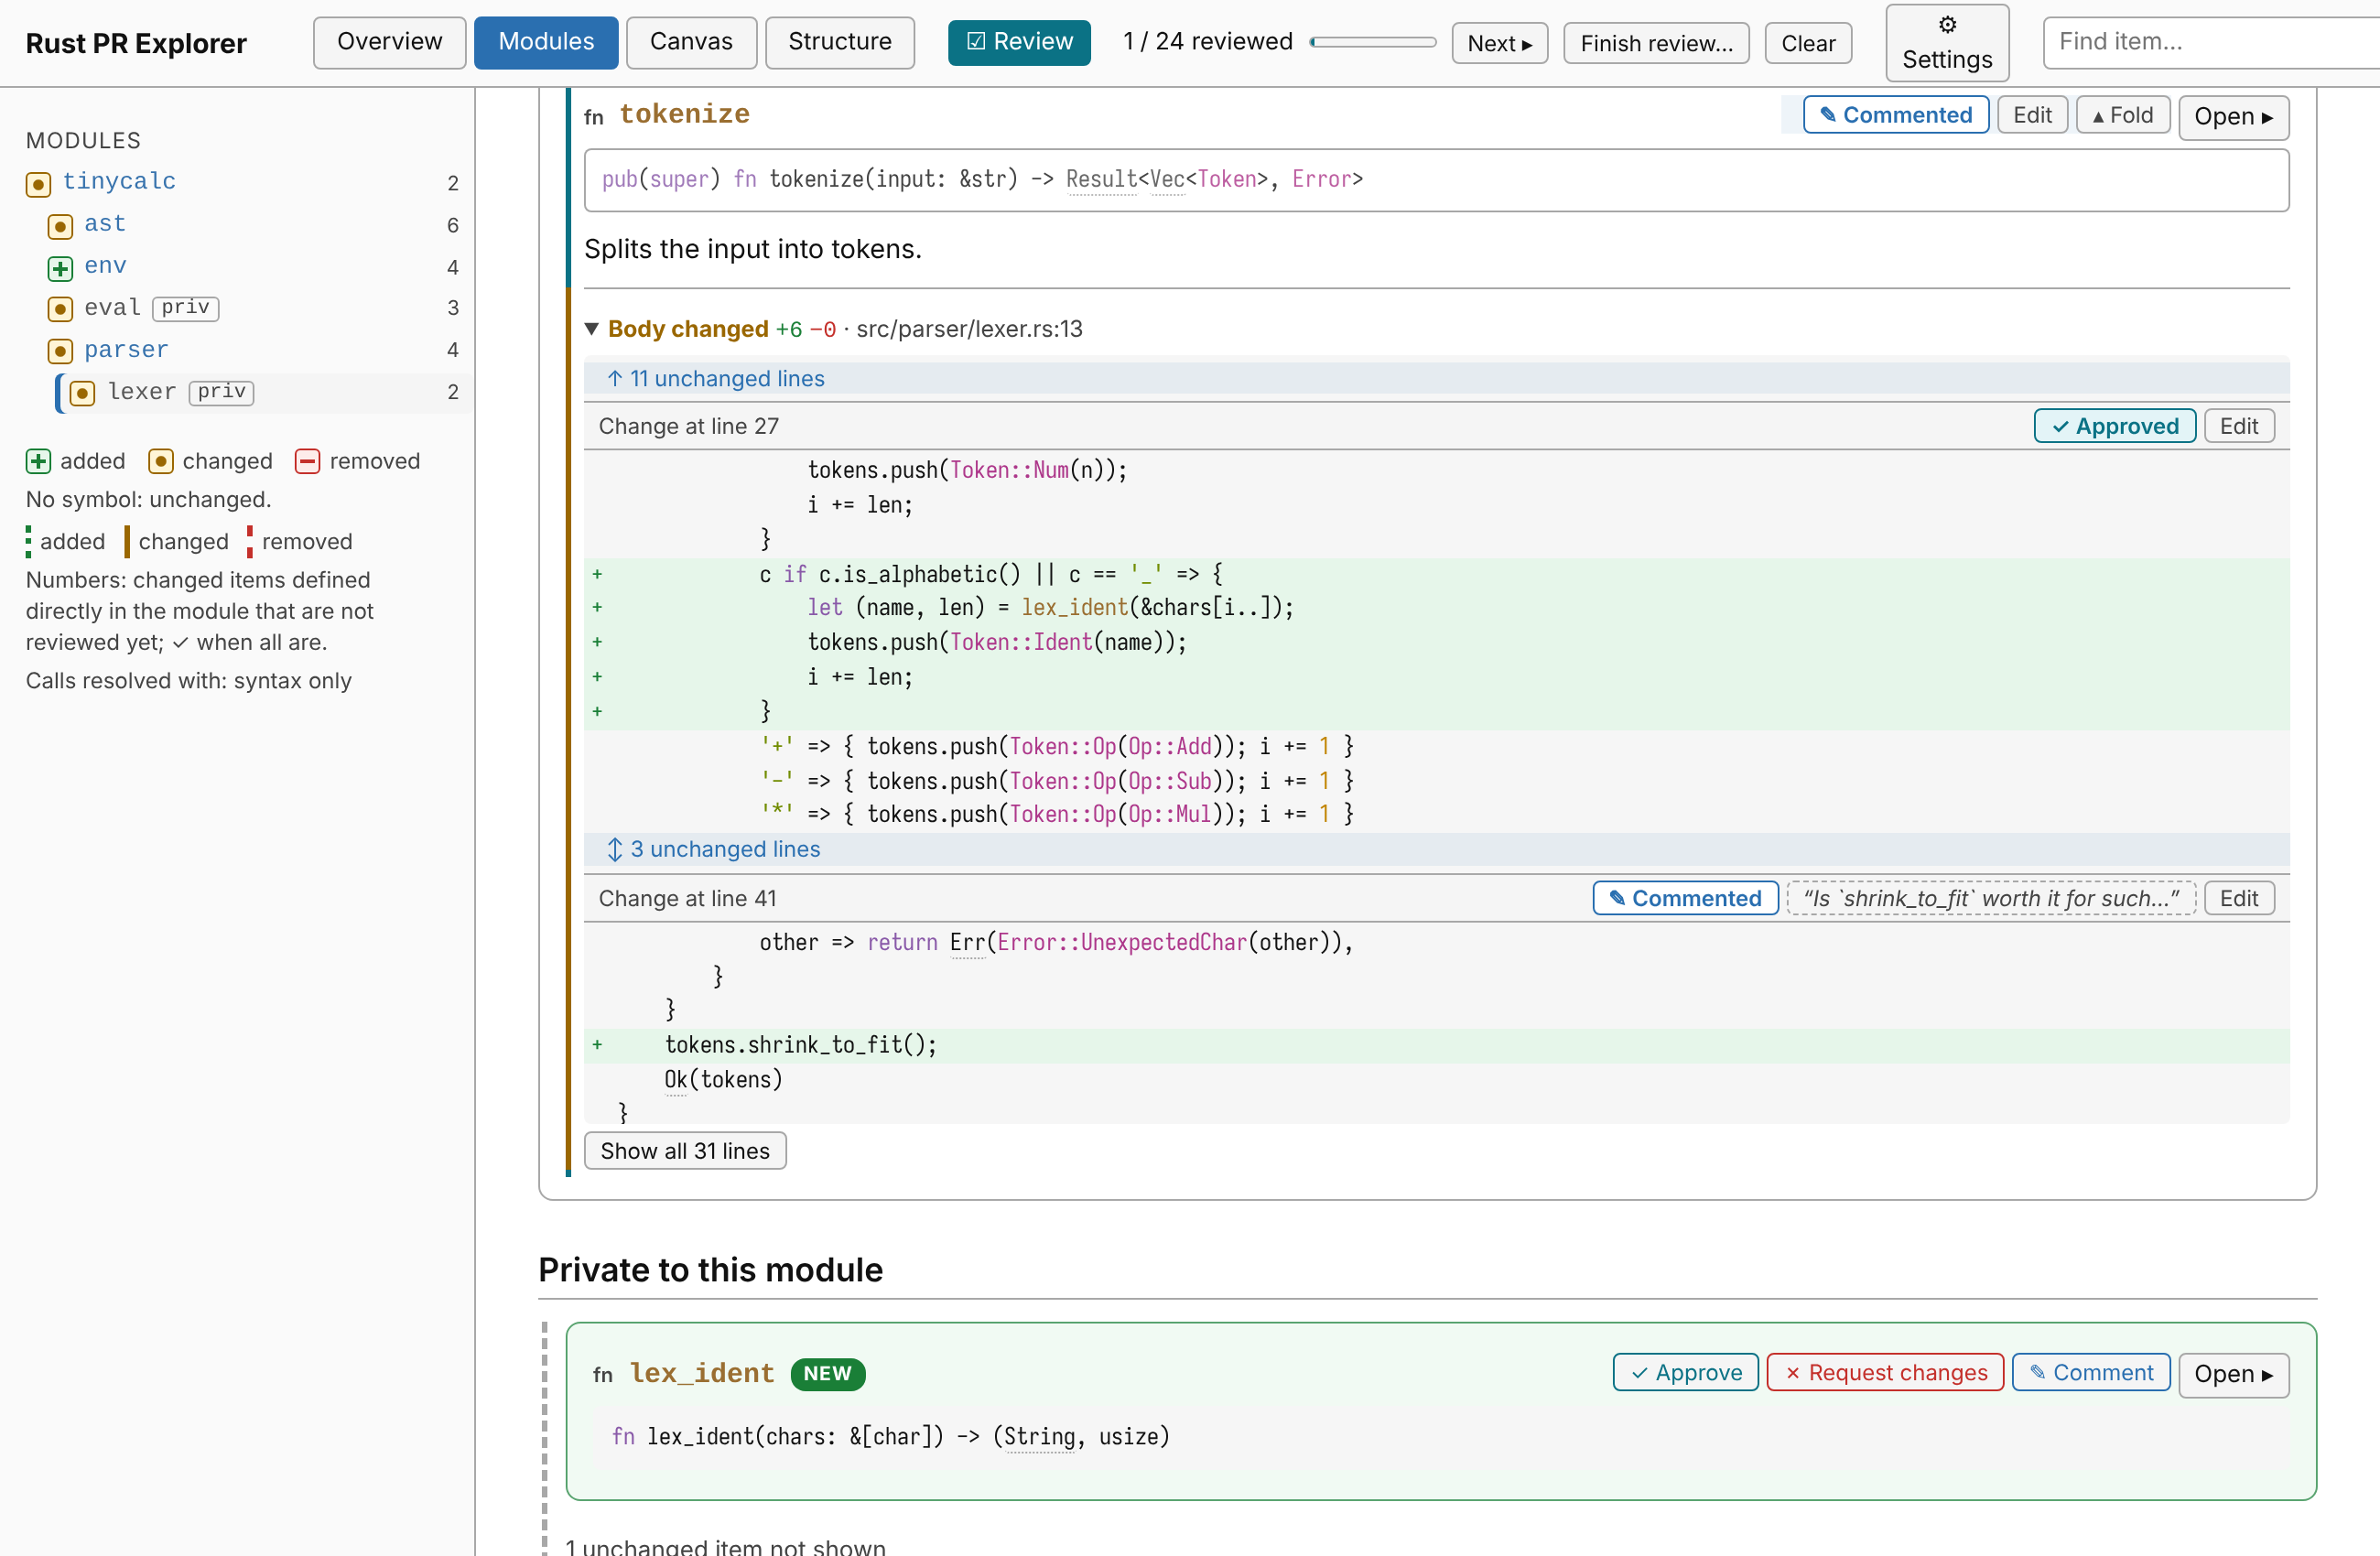 Rust PR Explorer
Overview
Modules
Canvas
Structure
☑ Review
1 / 24 reviewed
Next ▸
Finish review...
Clear
⚙ Settings
Find item...
MODULES
tinycalc 2
ast 6
env 4
eval priv 3
parser 4
lexer priv 2
added changed removed
No symbol: unchanged.
added changed removed
Numbers: changed items defined
directly in the module that are not
reviewed yet; ✓ when all are.
Calls resolved with: syntax only
fn tokenize
✎ Commented
Edit
▴ Fold
Open ▸
pub(super) fn tokenize(input: &str) -> Result<Vec<Token>, Error>
Splits the input into tokens.
▼ Body changed +6 −0 · src/parser/lexer.rs:13
↑ 11 unchanged lines
Change at line 27
✓ Approved
Edit
tokens.push(Token::Num(n));
i += len;
}
+ c if c.is_alphabetic() || c == '_' => {
+ let (name, len) = lex_ident(&chars[i..]);
+ tokens.push(Token::Ident(name));
+ i += len;
+ }
'+' => { tokens.push(Token::Op(Op::Add)); i += 1 }
'-' => { tokens.push(Token::Op(Op::Sub)); i += 1 }
'*' => { tokens.push(Token::Op(Op::Mul)); i += 1 }
↕ 3 unchanged lines
Change at line 41
✎ Commented
“Is `shrink_to_fit` worth it for such...”
Edit
other => return Err(Error::UnexpectedChar(other)),
}
}
+ tokens.shrink_to_fit();
Ok(tokens)
}
Show all 31 lines
Private to this module
fn lex_ident NEW
✓ Approve
× Request changes
✎ Comment
Open ▸
fn lex_ident(chars: &[char]) -> (String, usize)
1 unchanged item not shown